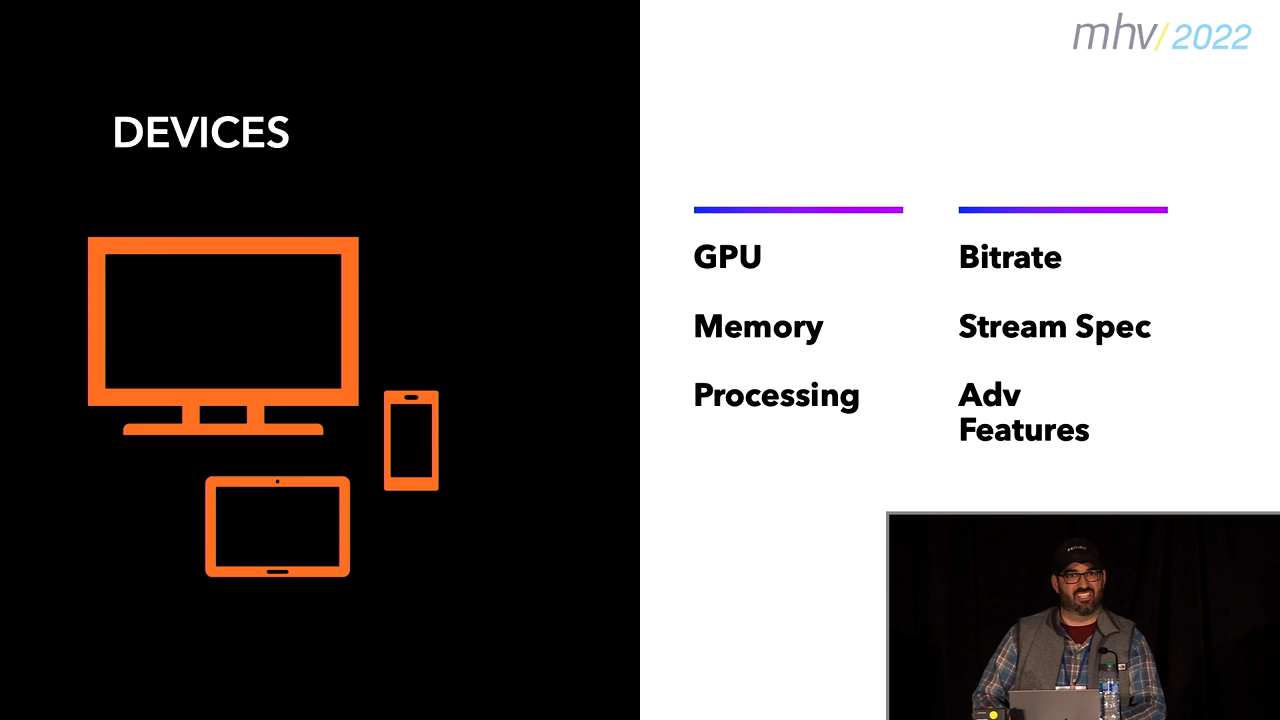 mhv/2022
DEVICES
GPU
Memory
Processing
Bitrate
Stream Spec
Adv
Features